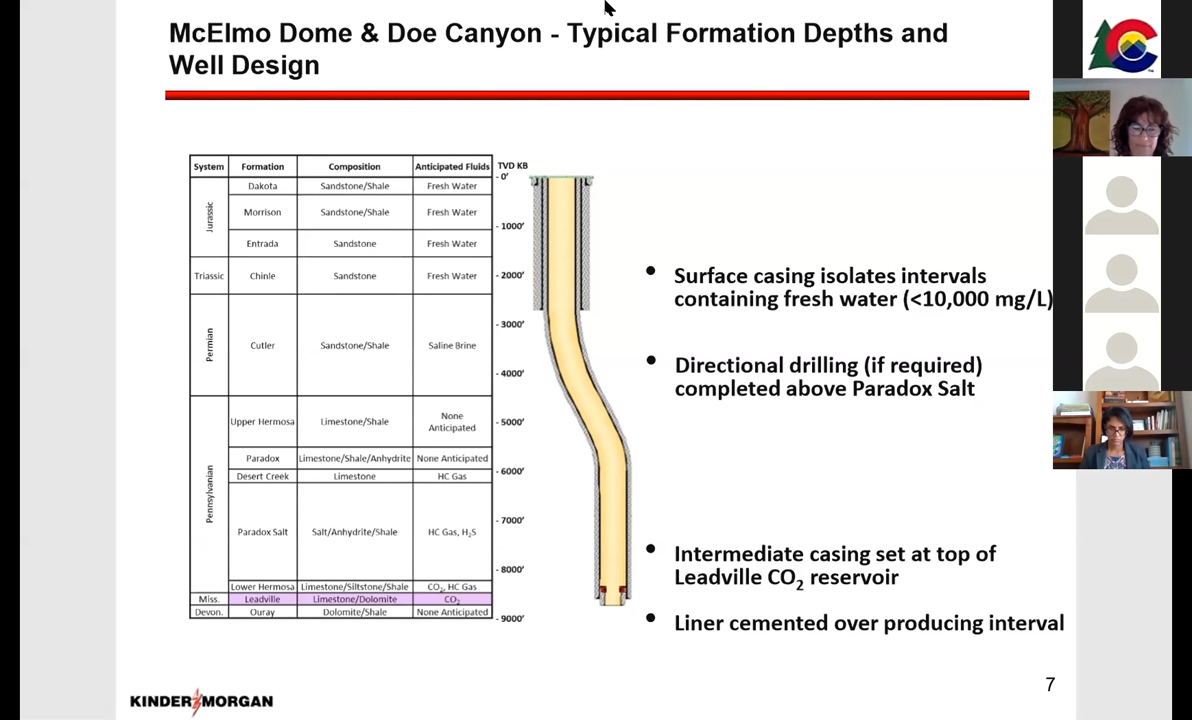 McElmo Dome & Doe Canyon - Typical Formation Depths and
Well Design
System Formation Composition Anticipated Fluids TVD KB
- 0'
Jurassic
Dakota Sandstone/Shale Fresh Water
Morrison Sandstone/Shale Fresh Water
- 1000'
Entrada Sandstone Fresh Water
Triassic Chinle Sandstone Fresh Water - 2000'
- 3000'
Permian Cutler Sandstone/Shale Saline Brine
- 4000'
Pennsylvanian
Upper Hermosa Limestone/Shale None
Anticipated
- 5000'
Paradox Limestone/Shale/Anhydrite None Anticipated
- 6000'
Desert Creek Limestone HC Gas
- 7000'
Paradox Salt Salt/Anhydrite/Shale HC Gas, H₂S
- 8000'
Lower Hermosa Limestone/Siltstone/Shale CO₂, HC Gas
Miss. Leadville Limestone/Dolomite CO₂
Devon. Ouray Dolomite/Shale None Anticipated
- 9000'
• Surface casing isolates intervals
containing fresh water (<10,000 mg/L)
• Directional drilling (if required)
completed above Paradox Salt
• Intermediate casing set at top of
Leadville CO₂ reservoir
• Liner cemented over producing interval
7
KINDER MORGAN